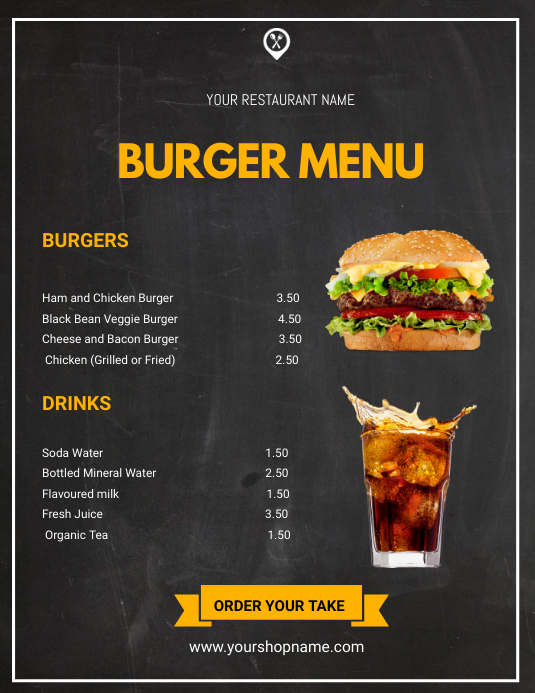 YOUR RESTAURANT NAME
BURGER MENU
BURGERS
Ham and Chicken Burger 3.50
Black Bean Veggie Burger 4.50
Cheese and Bacon Burger 3.50
Chicken (Grilled or Fried) 2.50
DRINKS
Soda Water 1.50
Bottled Mineral Water 2.50
Flavoured milk 1.50
Fresh Juice 3.50
Organic Tea 1.50
ORDER YOUR TAKE
www.yourshopname.com